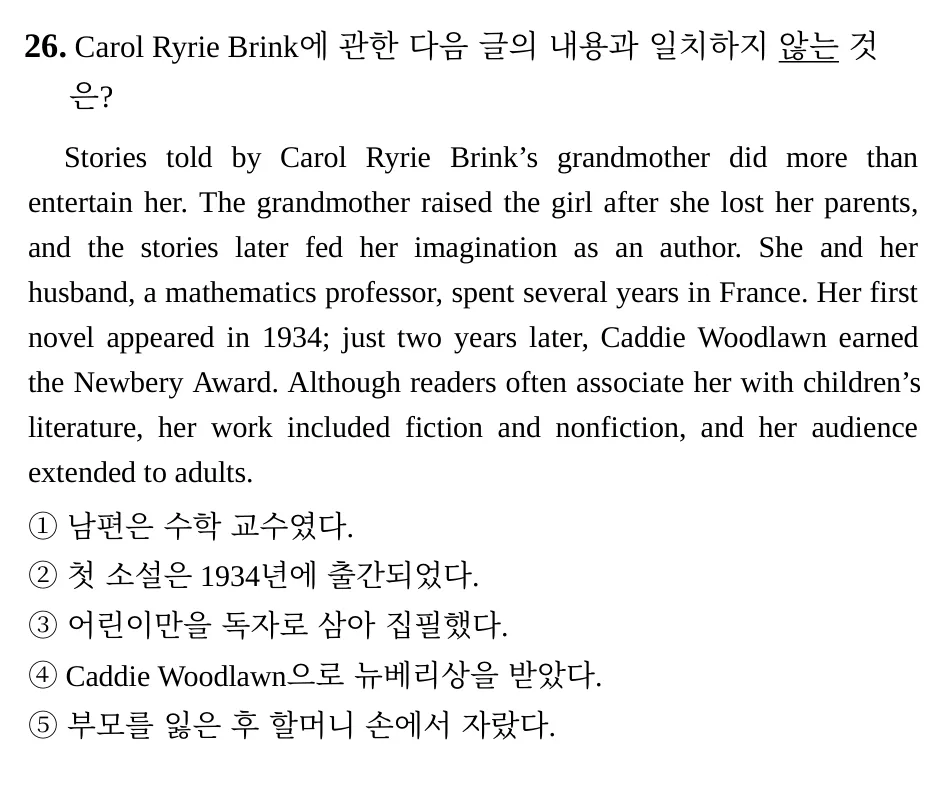 26. Carol Ryrie Brink에 관한 다음 글의 내용과 일치하지 않는 것
은?
Stories told by Carol Ryrie Brink’s grandmother did more than
entertain her. The grandmother raised the girl after she lost her parents,
and the stories later fed her imagination as an author. She and her
husband, a mathematics professor, spent several years in France. Her first
novel appeared in 1934; just two years later, Caddie Woodlawn earned
the Newbery Award. Although readers often associate her with children’s
literature, her work included fiction and nonfiction, and her audience
extended to adults.
① 남편은 수학 교수였다.
② 첫 소설은 1934년에 출간되었다.
③ 어린이만을 독자로 삼아 집필했다.
④ Caddie Woodlawn으로 뉴베리상을 받았다.
⑤ 부모를 잃은 후 할머니 손에서 자랐다.